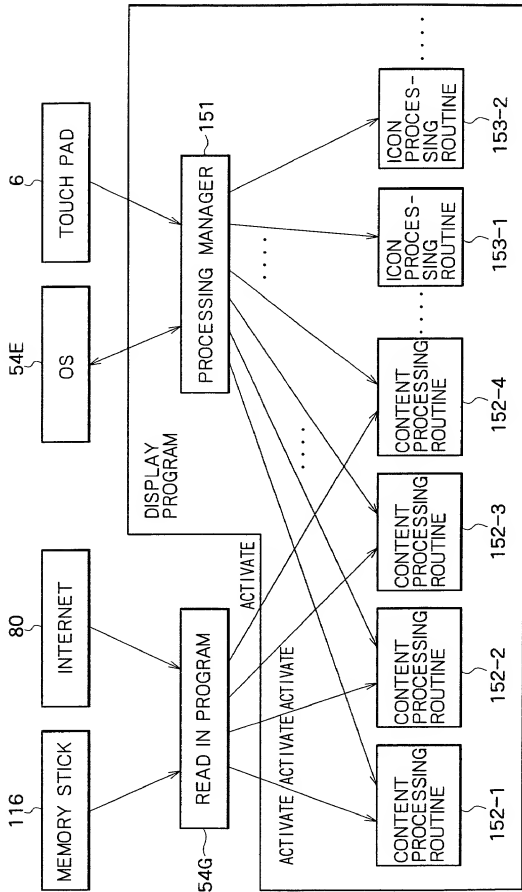 116
80
54E
6
MEMORY STICK
INTERNET
OS
TOUCH PAD
DISPLAY
PROGRAM
151
54G
READ IN PROGRAM
PROCESSING MANAGER
ACTIVATE
ACTIVATE
ACTIVATE
ACTIVATE
. . . .
. . . .
CONTENT
PROCESSING
ROUTINE
CONTENT
PROCESSING
ROUTINE
CONTENT
PROCESSING
ROUTINE
CONTENT
PROCESSING
ROUTINE
. . . .
ICON
PROCES-
SING
ROUTINE
ICON
PROCES-
SING
ROUTINE
. . . .
152-1
152-2
152-3
152-4
153-1
153-2